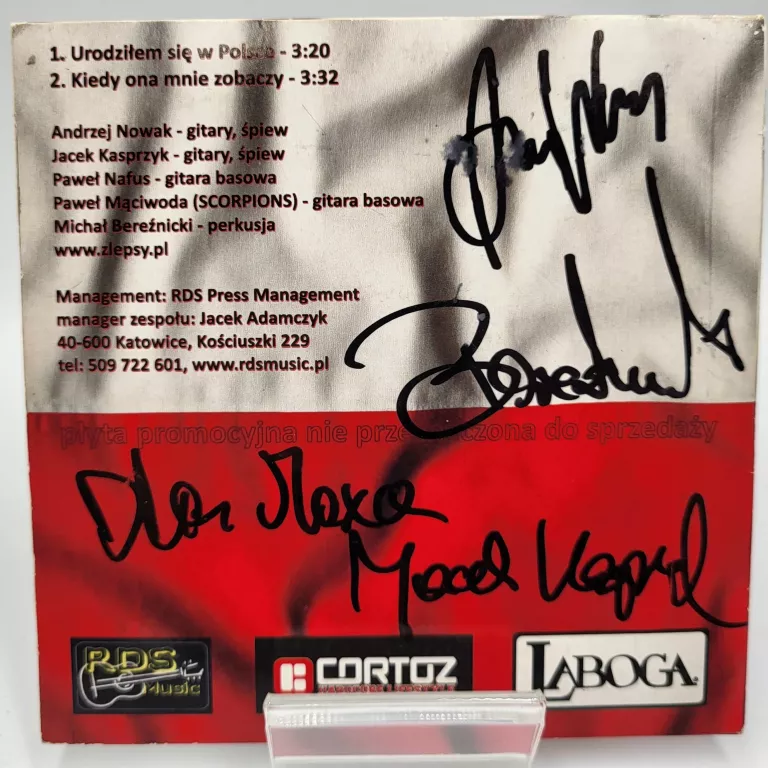 1. Urodziłem się w Polsce - 3:20
2. Kiedy ona mnie zobaczy - 3:32
Andrzej Nowak - gitary, śpiew
Jacek Kasprzyk - gitary, śpiew
Paweł Nafus - gitara basowa
Paweł Mąciwoda (SCORPIONS) - gitara basowa
Michał Bereźnicki - perkusja
www.zlepsy.pl
Management: RDS Press Management
manager zespołu: Jacek Adamczyk
40-600 Katowice, Kościuszki 229
tel: 509 722 601, www.rdsmusic.pl
płyta promocyjna nie przeznaczona do sprzedaży
Dla Maxa
RDS
Music
CORTOZ
LABOGA